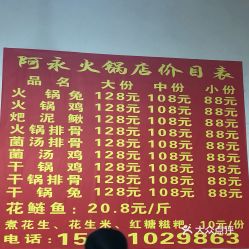 阿永火锅店价目表
品名 大份 中份 小份
火锅兔 128元 108元 88元
火锅鸡 128元 108元 88元
粑泥鳅 128元 108元 88元
火锅排骨 128元 108元 88元
菌汤排骨 128元 108元 88元
菌汤鸡 128元 108元 88元
干锅鸡 128元 108元 88元
干锅排骨 128元 108元 88元
干锅兔 128元 108元 88元
花鲢鱼：20.8元/斤
煮花生、花生米、红糖糍粑、10元/份
电话：15 1029868
大众点评